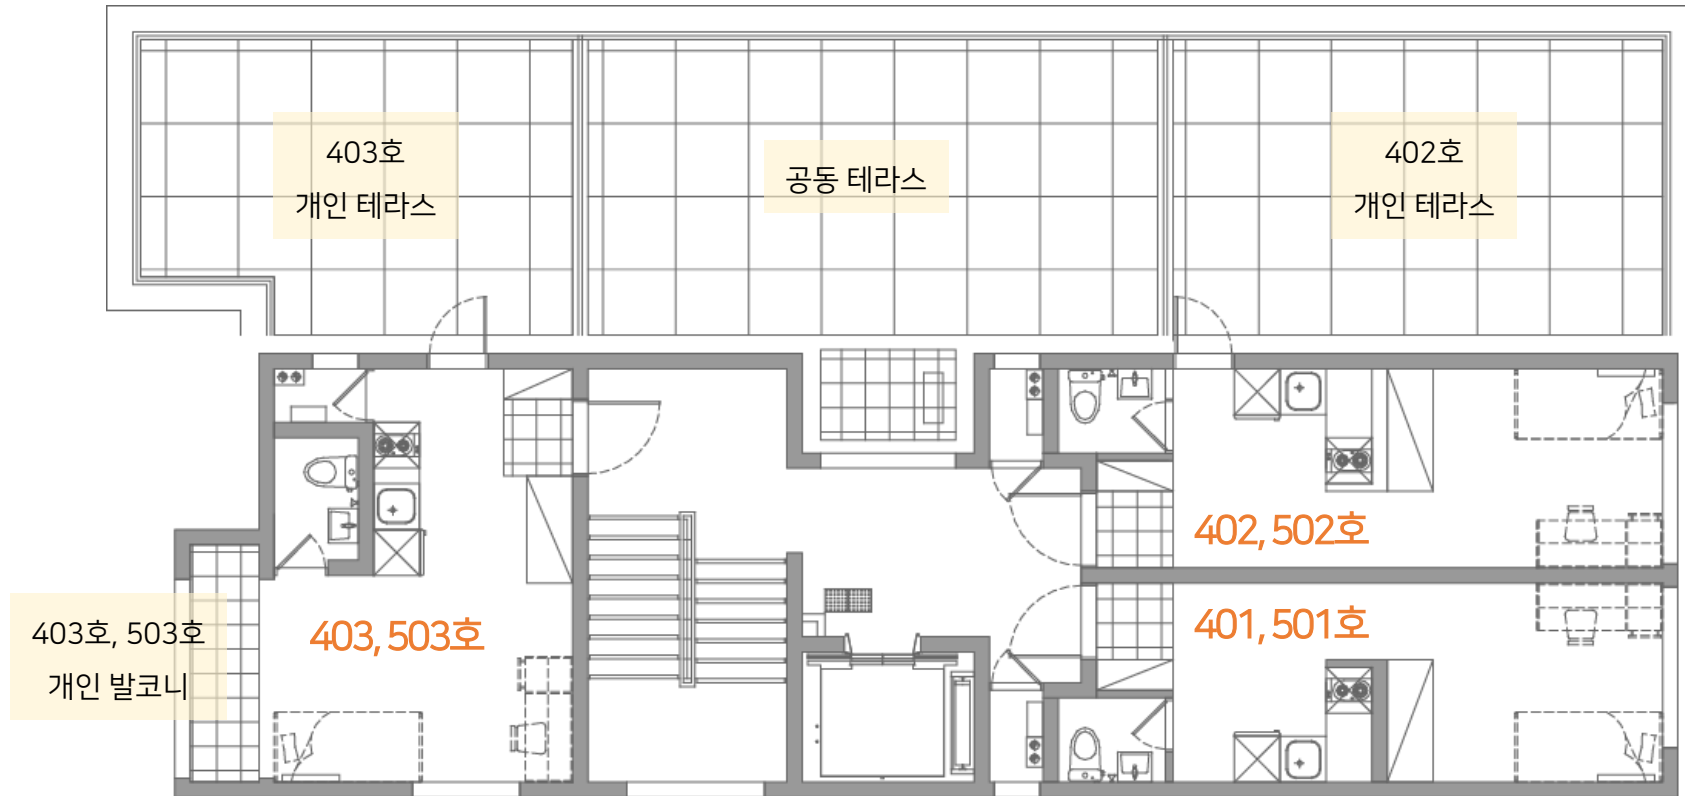 403호
개인 테라스
공동 테라스
402호
개인 테라스
402, 502호
401, 501호
403, 503호
403호, 503호
개인 발코니